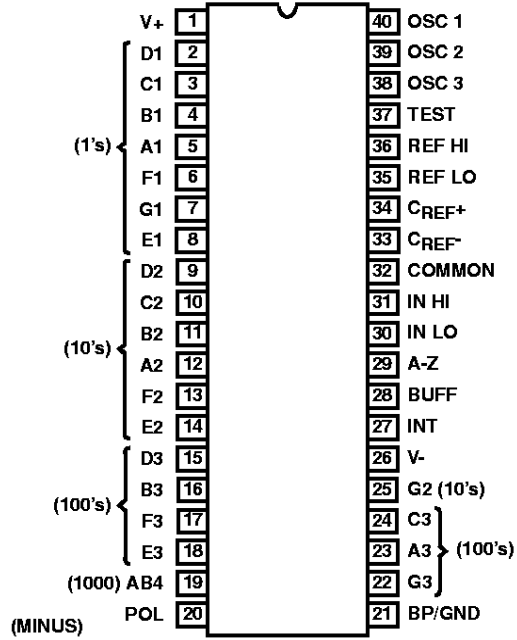 V+ 1 40 OSC 1
D1 2 39 OSC 2
C1 3 38 OSC 3
B1 4 37 TEST
(1's) A1 5 36 REF HI
F1 6 35 REF LO
G1 7 34 CREF+
E1 8 33 CREF-
D2 9 32 COMMON
C2 10 31 IN HI
(10's) B2 11 30 IN LO
A2 12 29 A-Z
F2 13 28 BUFF
E2 14 27 INT
D3 15 26 V-
(100's) B3 16 25 G2 (10's)
F3 17 24 C3
E3 18 23 A3 (100's)
(1000) AB4 19 22 G3
(MINUS) POL 20 21 BP/GND